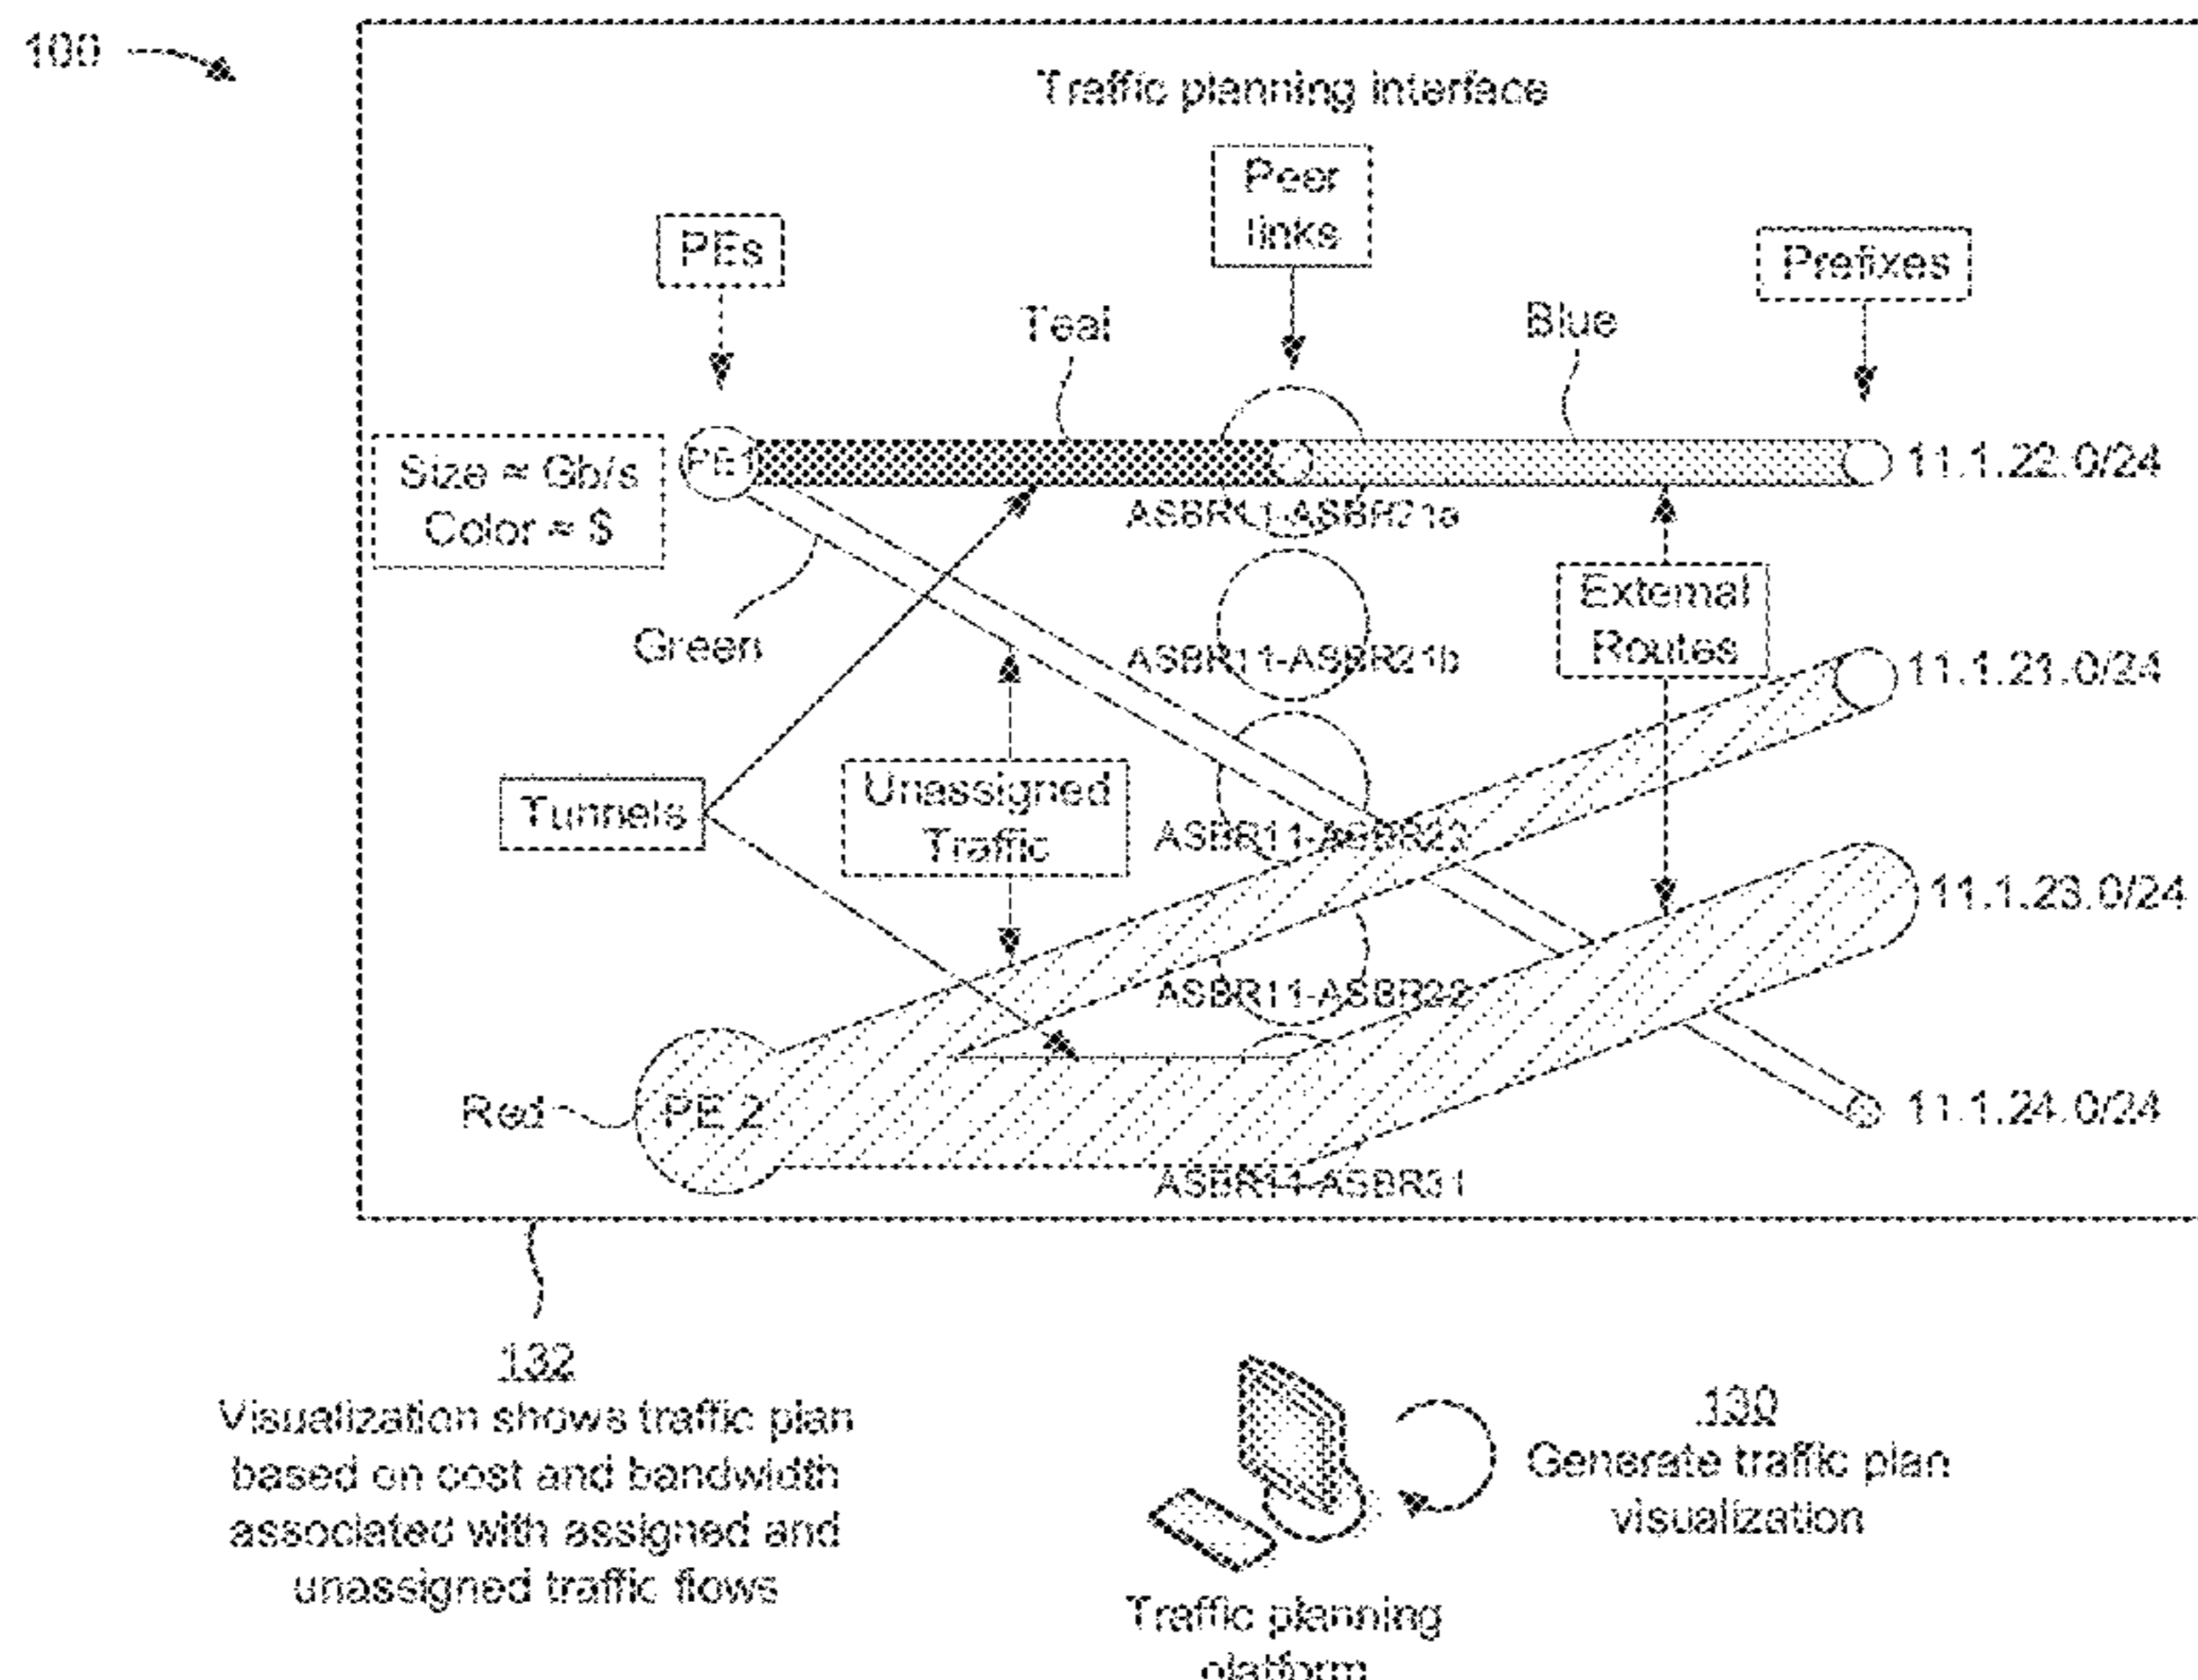 100
Traffic planning interface
Peer
links
PEs
Prefixes
Teal
Blue
Size = Gb/s
Color = $
PE 1
11.1.22.0/24
ASBR11-ASBR21a
External
Routes
Green
ASBR11-ASBR21b
11.1.21.0/24
Unassigned
Traffic
Tunnels
ASBR11-ASBR23
11.1.23.0/24
ASBR11-ASBR22
Red
PE 2
11.1.24.0/24
ASBR11-ASBR31
132
Visualization shows traffic plan
based on cost and bandwidth
associated with assigned and
unassigned traffic flows
130
Generate traffic plan
visualization
Traffic planning
platform